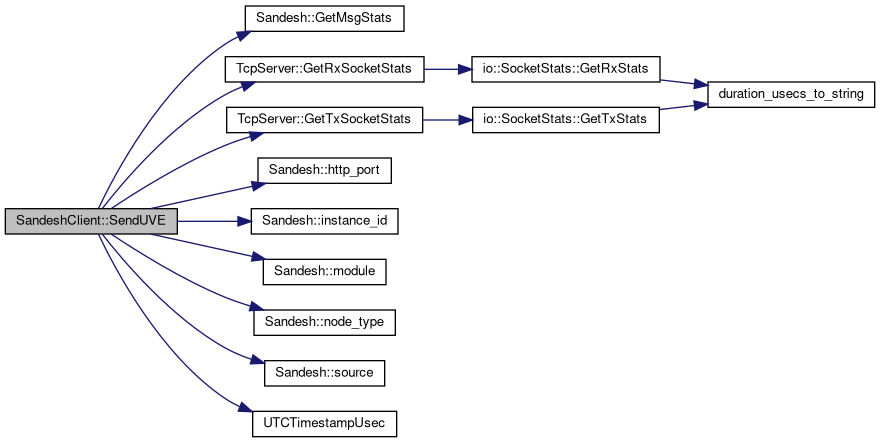 Sandesh::GetMsgStats
TcpServer::GetRxSocketStats
io::SocketStats::GetRxStats
duration_usecs_to_string
TcpServer::GetTxSocketStats
io::SocketStats::GetTxStats
Sandesh::http_port
SandeshClient::SendUVE
Sandesh::instance_id
Sandesh::module
Sandesh::node_type
Sandesh::source
UTCTimestampUsec